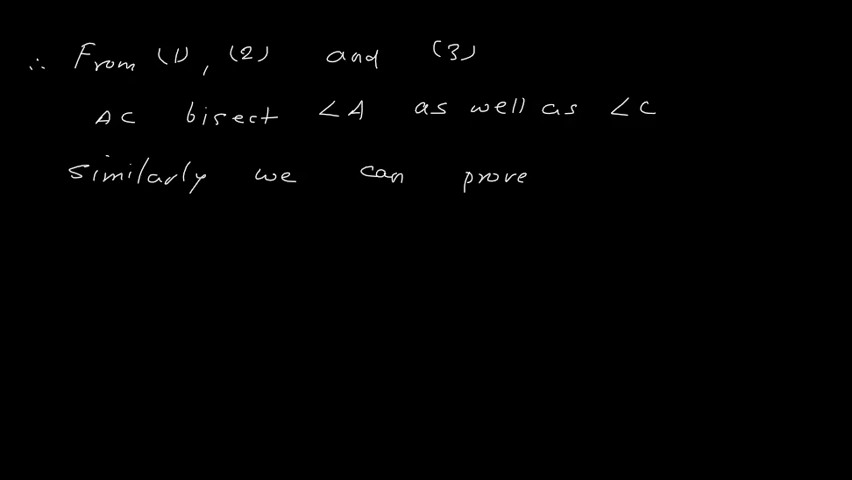 ∴ From (1), (2) and (3)
AC bisect ∠A as well as ∠C
similarly we can prove